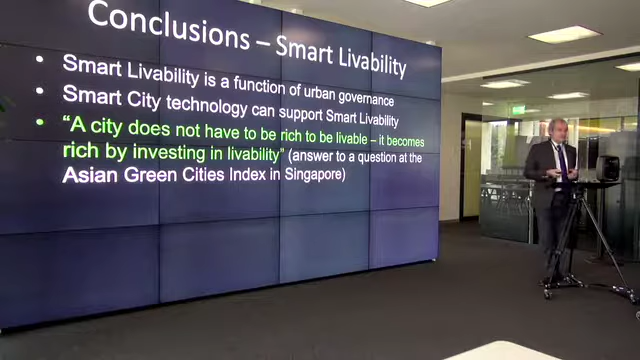 Conclusions – Smart Livability
• Smart Livability is a function of urban governance
• Smart City technology can support Smart Livability
• “A city does not have to be rich to be livable – it becomes
rich by investing in livability” (answer to a question at the
Asian Green Cities Index in Singapore)